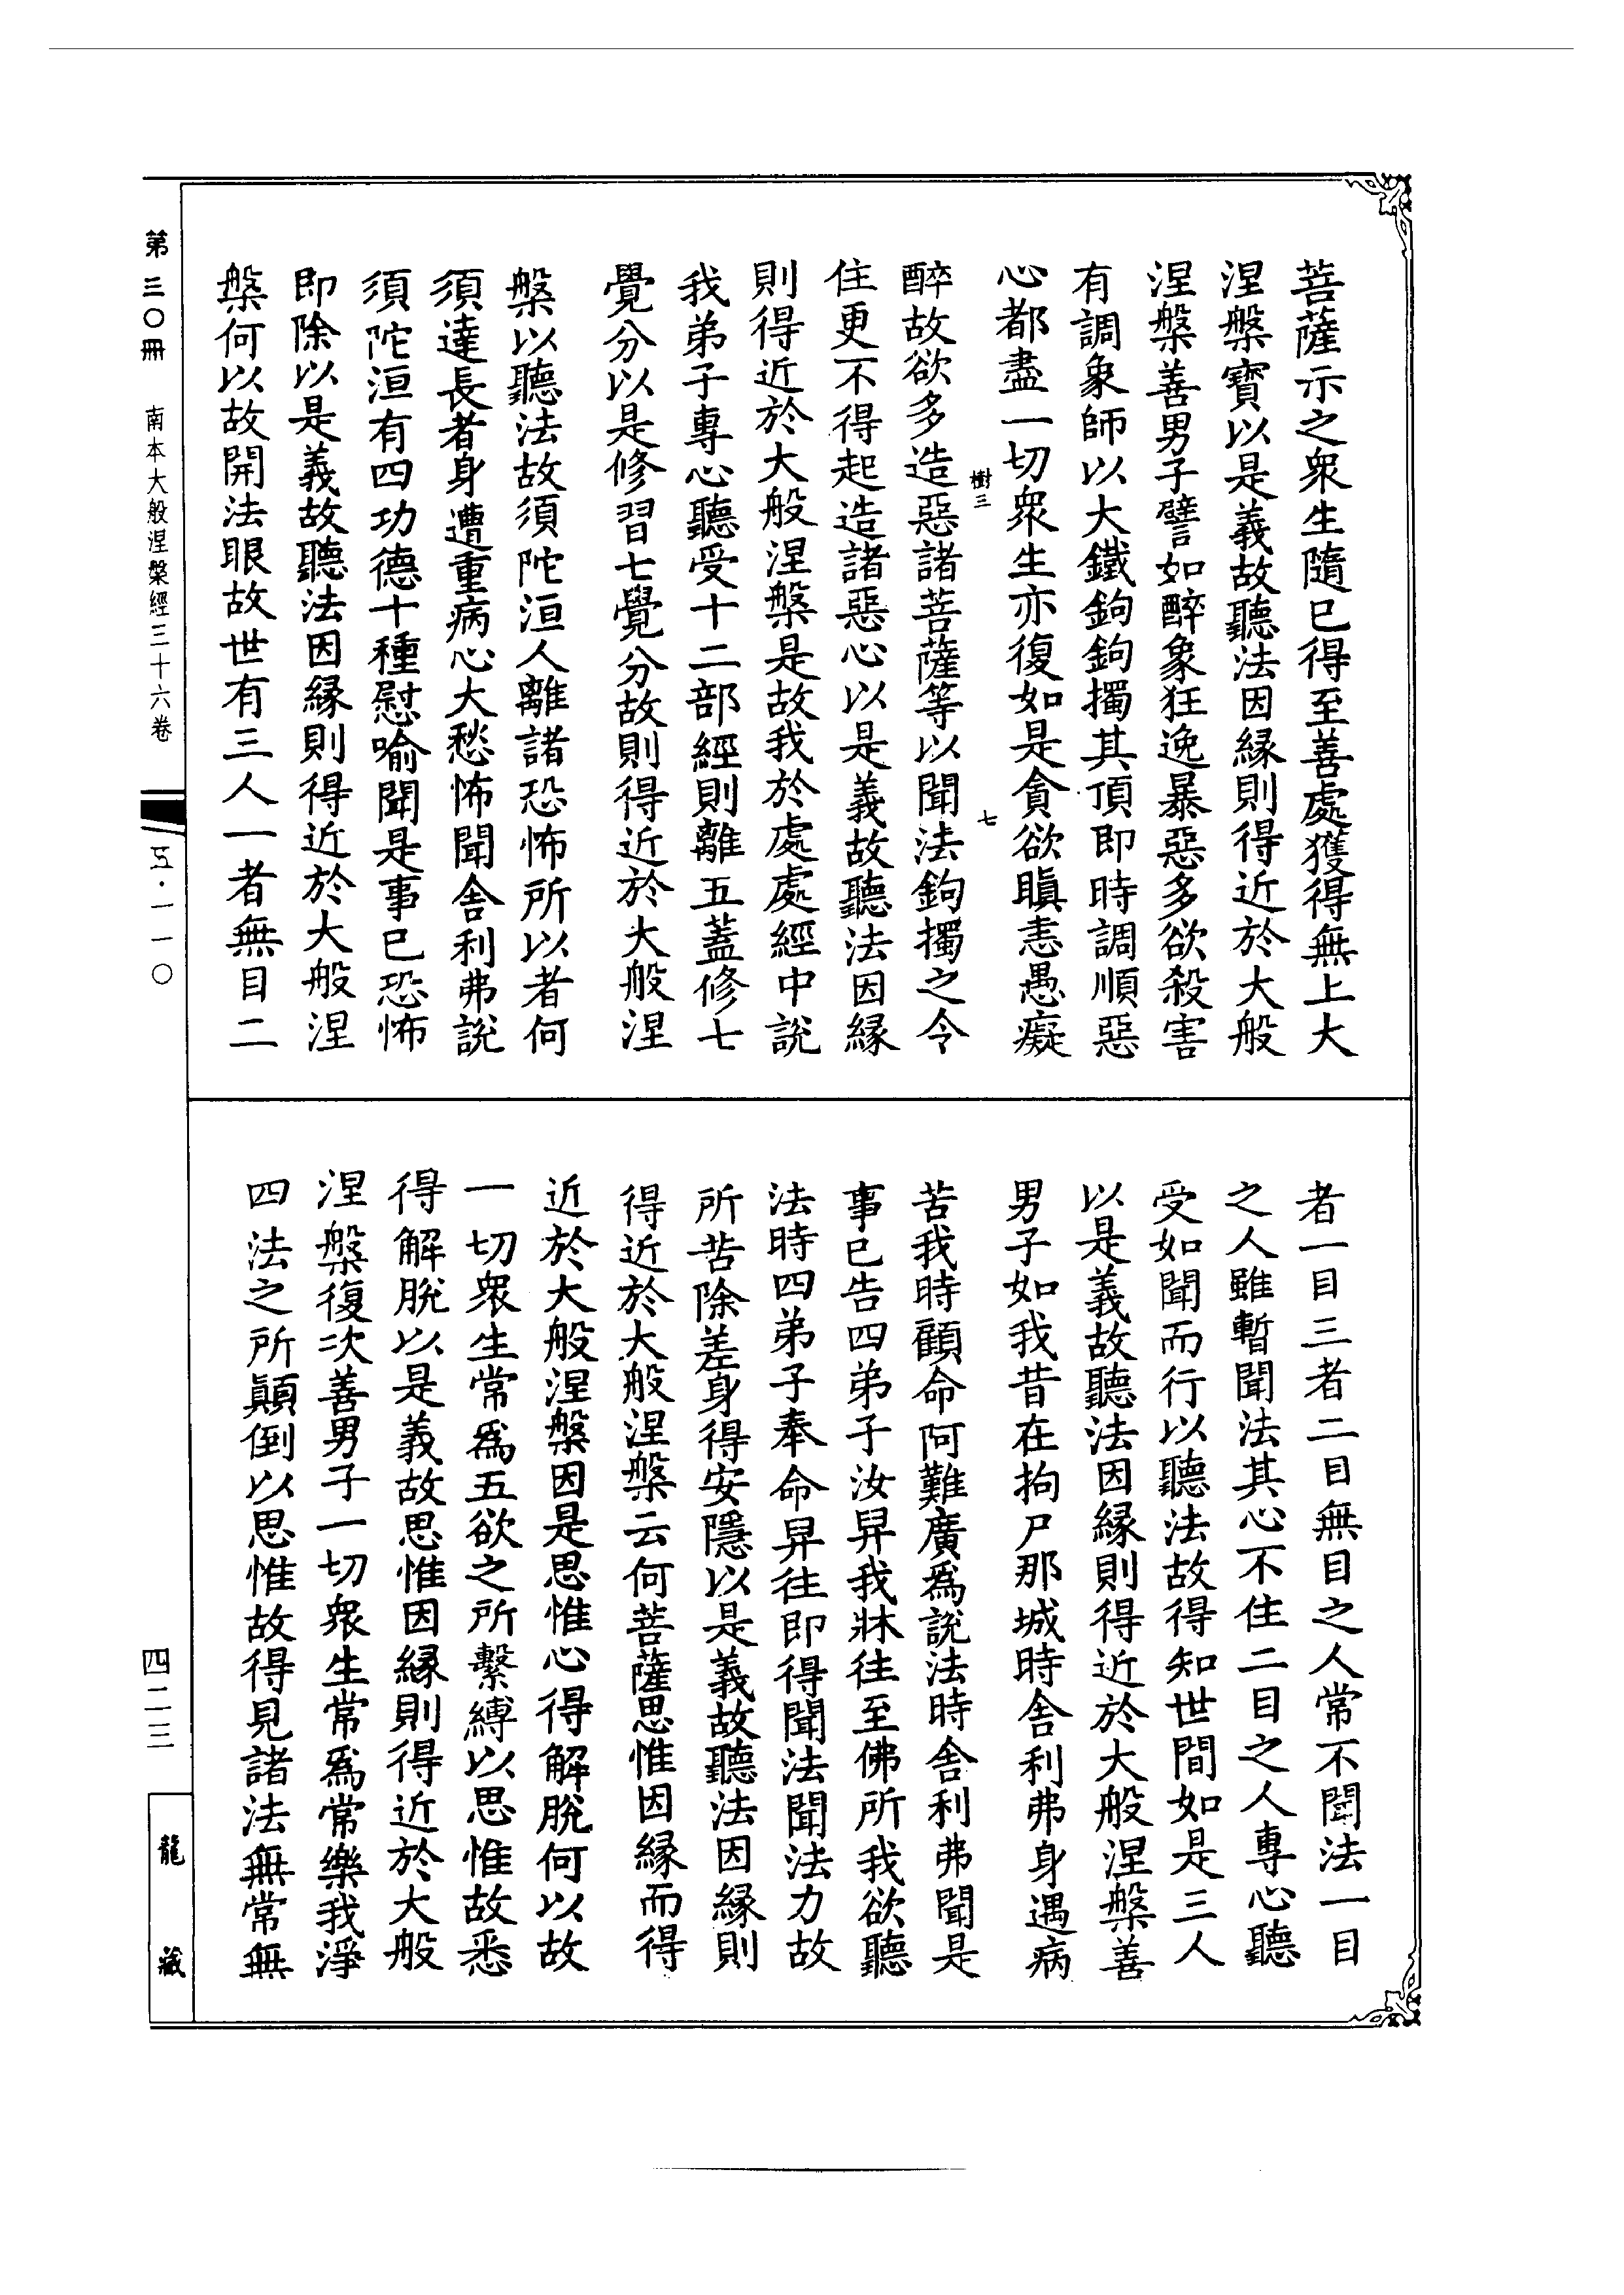 菩薩示之衆生隨已得至善處獲得無上大
涅槃寶以是義故聽法因緣則得近於大般
涅槃善男子譬如醉象狂逸暴惡多欲殺害
有調象師以大鐵鉤鉤擉其頂即時調順惡
心都盡一切衆生亦復如是貪欲瞋恚愚癡
樹三
七
醉故欲多造惡諸菩薩等以聞法鉤擉之令
住更不得起造諸惡心以是義故聽法因緣
則得近於大般涅槃是故我於處處經中說
我弟子專心聽受十二部經則離五蓋修七
覺分以是修習七覺分故則得近於大般涅
槃以聽法故須陀洹人離諸恐怖所以者何
須達長者身遭重病心大愁怖聞舍利弗說
須陀洹有四功德十種慰喻聞是事已恐怖
即除以是義故聽法因緣則得近於大般涅
槃何以故開法眼故世有三人一者無目二
者一目三者二目無目之人常不聞法一目
之人雖暫聞法其心不住二目之人專心聽
受如聞而行以聽法故得知世間如是三人
以是義故聽法因緣則得近於大般涅槃善
男子如我昔在拘尸那城時舍利弗身遇病
苦我時顧命阿難廣爲說法時舍利弗聞是
事已告四弟子汝舁我牀往至佛所我欲聽
法時四弟子奉命舁往即得聞法聞法力故
所苦除差身得安隱以是義故聽法因緣則
得近於大般涅槃云何菩薩思惟因緣而得
近於大般涅槃因是思惟心得解脫何以故
一切衆生常爲五欲之所繫縛以思惟故悉
得解脫以是義故思惟因緣則得近於大般
涅槃復次善男子一切衆生常爲常樂我淨
四法之所顛倒以思惟故得見諸法無常無
第三〇冊　南本大般涅槃經三十六卷
五·一一〇
四二三
龍藏